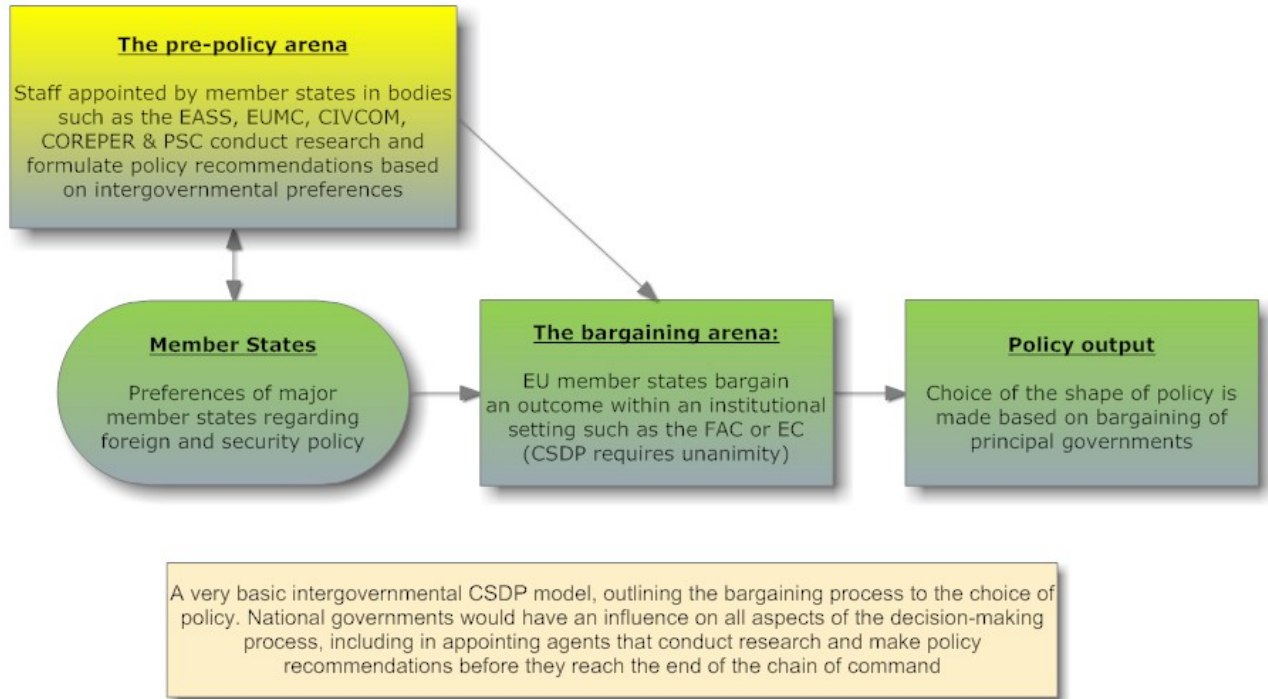 The pre-policy arena
Staff appointed by member states in bodies
such as the EASS, EUMC, CIVCOM,
COREPER & PSC conduct research and
formulate policy recommendations based
on intergovernmental preferences
Member States
Preferences of major
member states regarding
foreign and security policy
The bargaining arena:
EU member states bargain
an outcome within an institutional
setting such as the FAC or EC
(CSDP requires unanimity)
Policy output
Choice of the shape of policy is
made based on bargaining of
principal governments
A very basic intergovernmental CSDP model, outlining the bargaining process to the choice of
policy. National governments would have an influence on all aspects of the decision-making
process, including in appointing agents that conduct research and make policy
recommendations before they reach the end of the chain of command